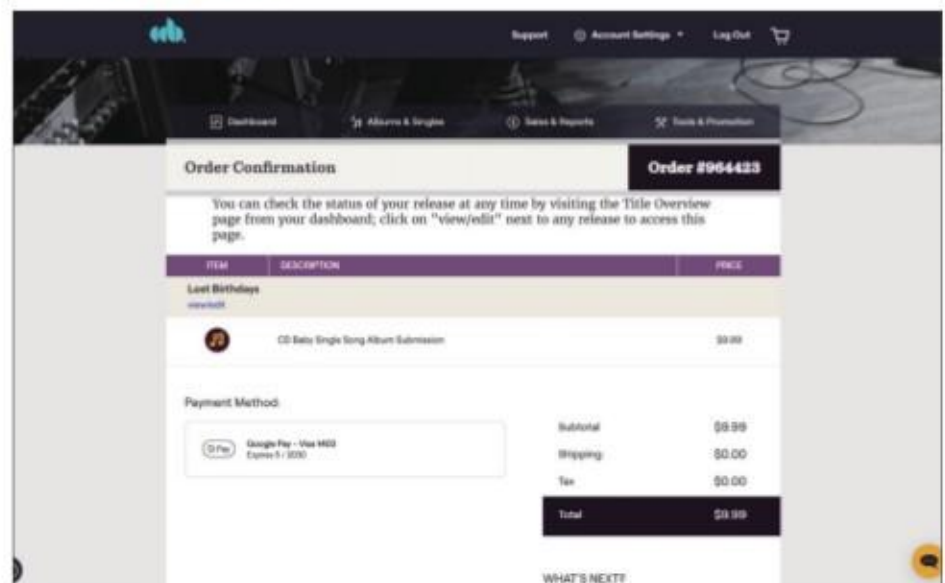 cdb.
Support Account Settings Log Out
Dashboard Albums & Singles Sales & Reports Tools & Promotion
Order Confirmation Order #964423
You can check the status of your release at any time by visiting the Title Overview
page from your dashboard; click on "view/edit" next to any release to access this
page.
ITEM DESCRIPTION PRICE
Lost Birthdays
view/edit
CD Baby Single Song Album Submission $9.99
Payment Method:
G Pay Google Pay - Visa
Expires 5 / 2030
Subtotal $9.99
Shipping: $0.00
Tax $0.00
Total $9.99
WHAT'S NEXT?